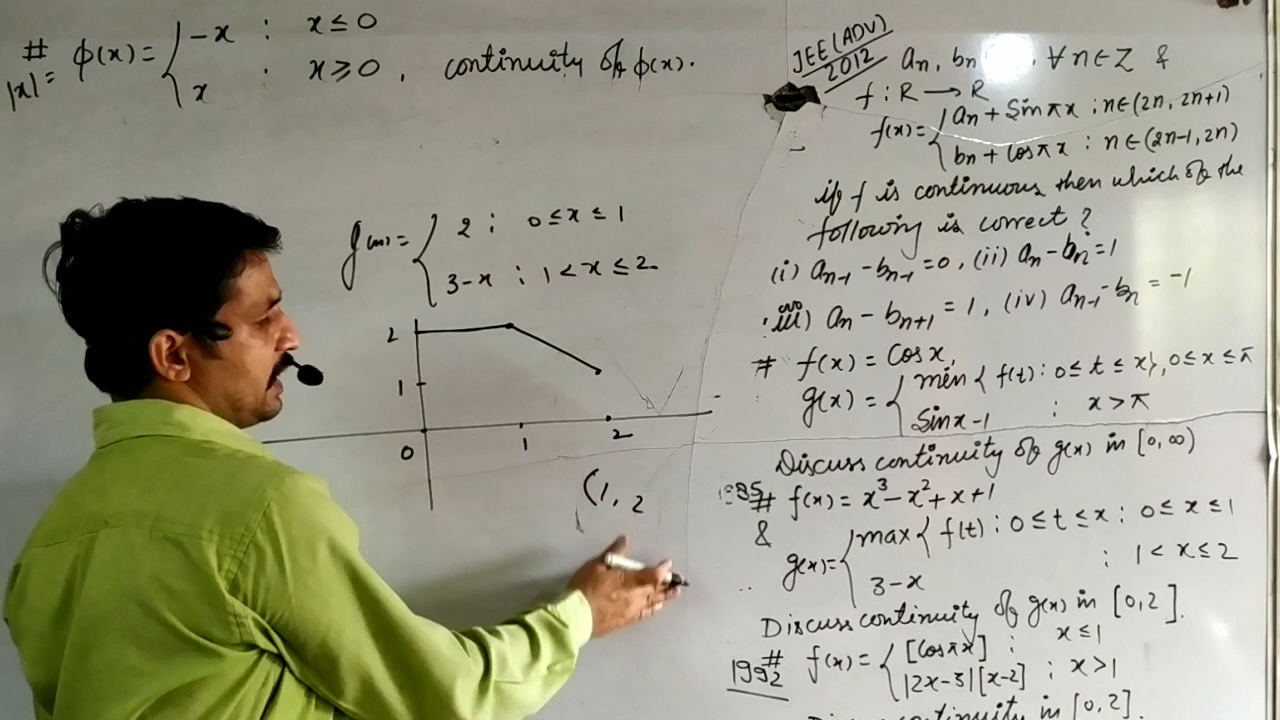 # φ(x) = { -x : x ≤ 0
|x| = x : x ≥ 0 , continuity of φ(x).
g(x) = { 2 ; 0 ≤ x ≤ 1
3-x ; 1 < x ≤ 2
2
1
0 1 2
(1, 2
JEE(ADV) 2012
an, bn , ∀ n ∈ Z &
f : R → R
f(x) = { an + Sin πx ; n ∈ (2n, 2n+1)
bn + Cos πx : n ∈ (2n-1, 2n)
if f is continuous then which of the
following is correct ?
(i) an-1 - bn-1 = 0, (ii) an - bn = 1
(iii) an - bn+1 = 1, (iv) an-1 - bn = -1
# f(x) = Cos x,
g(x) = { min { f(t) : 0 ≤ t ≤ x}, 0 ≤ x ≤ π
Sin x -1 : x > π
Discuss continuity of g(x) in [0, ∞)
1985 # f(x) = x³ - x² + x + 1
&
g(x) = { max { f(t) : 0 ≤ t ≤ x : 0 ≤ x ≤ 1
3 - x : 1 < x ≤ 2
Discuss continuity of g(x) in [0, 2].
1992 # f(x) = { [Cos πx] : x ≤ 1
|2x-3|[x-2] ; x > 1
continuity in [0, 2].